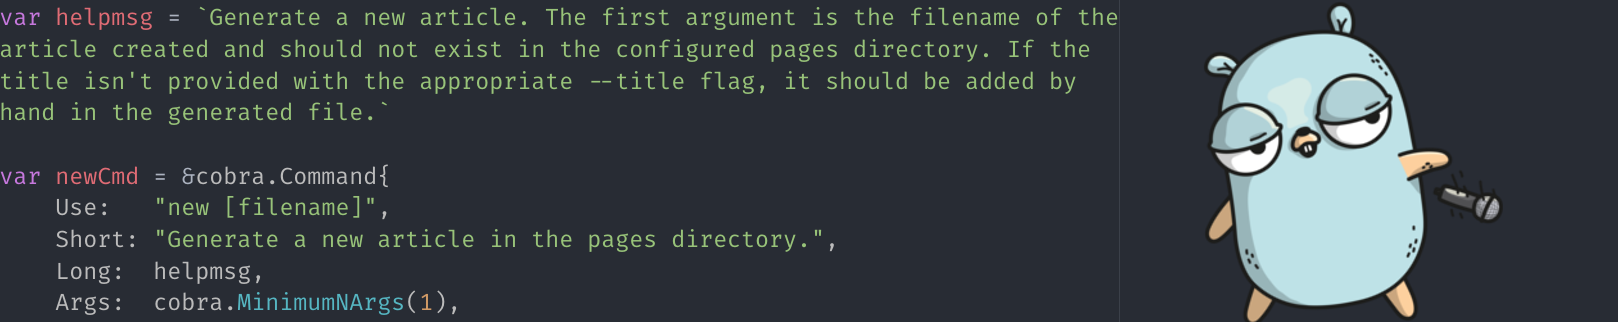 var helpmsg = `Generate a new article. The first argument is the filename of the
article created and should not exist in the configured pages directory. If the
title isn't provided with the appropriate --title flag, it should be added by
hand in the generated file.`
var newCmd = &cobra.Command{
    Use:   "new [filename]",
    Short: "Generate a new article in the pages directory.",
    Long:  helpmsg,
    Args:  cobra.MinimumNArgs(1),